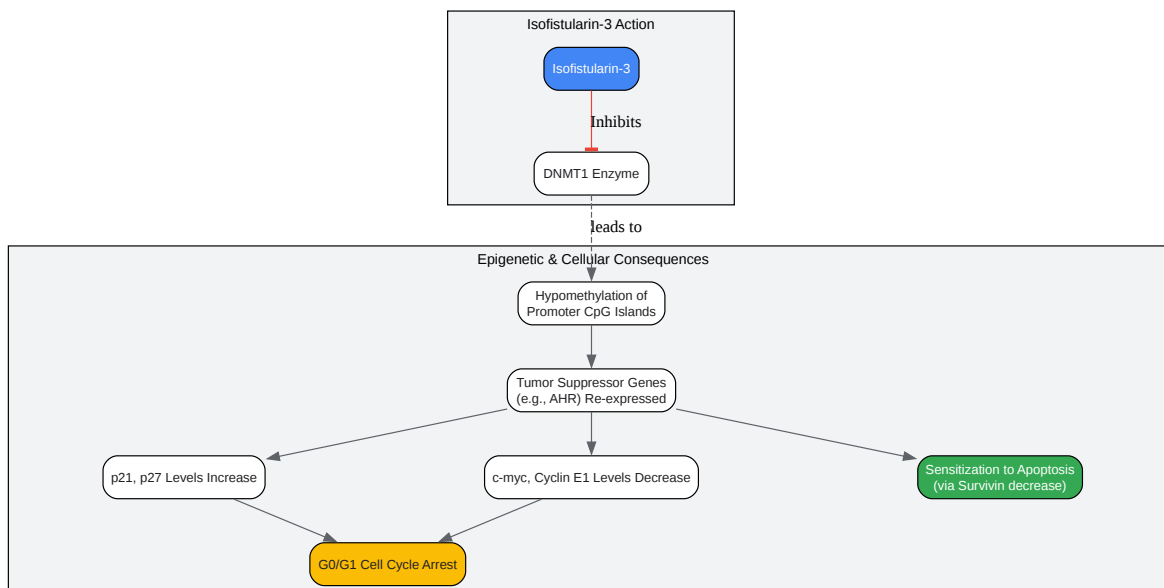 Isofistularin-3 Action
Isofistularin-3
Inhibits
DNMT1 Enzyme
leads to
Epigenetic & Cellular Consequences
Hypomethylation of
Promoter CpG Islands
Tumor Suppressor Genes
(e.g., AHR) Re-expressed
p21, p27 Levels Increase
c-myc, Cyclin E1 Levels Decrease
Sensitization to Apoptosis
(via Survivin decrease)
G0/G1 Cell Cycle Arrest